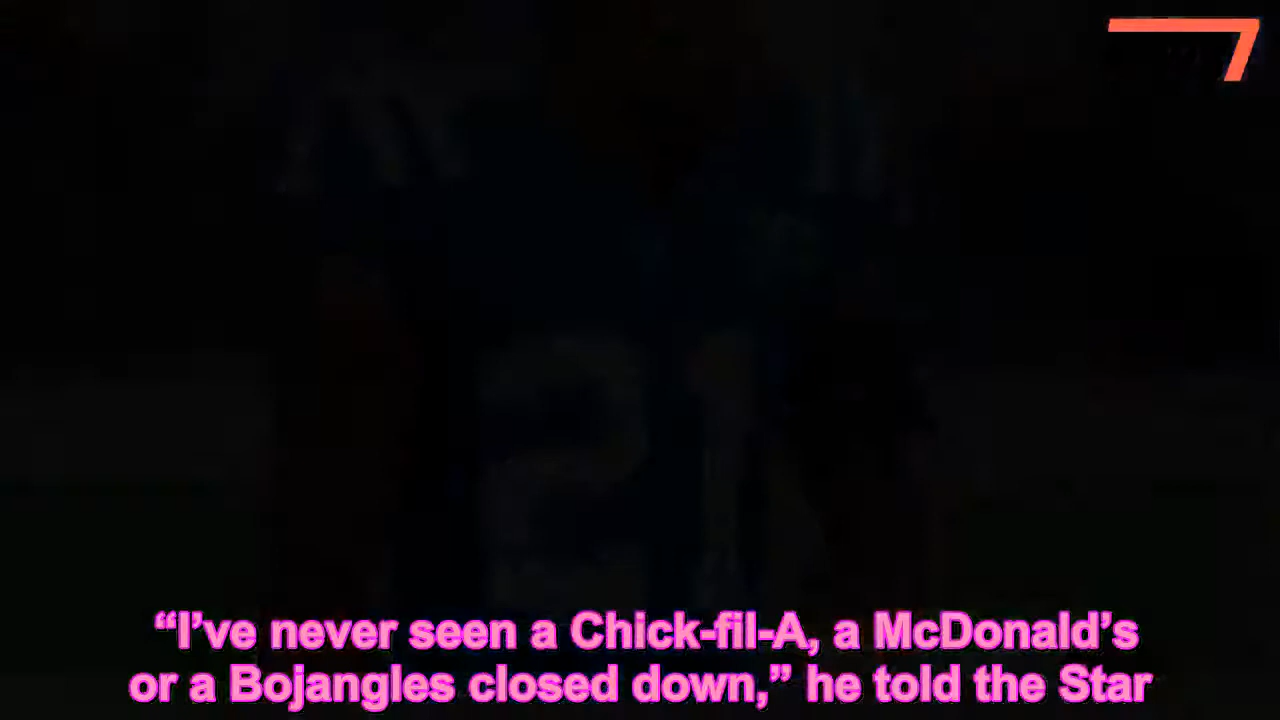 “I’ve never seen a Chick-fil-A, a McDonald’s
or a Bojangles closed down,” he told the Star